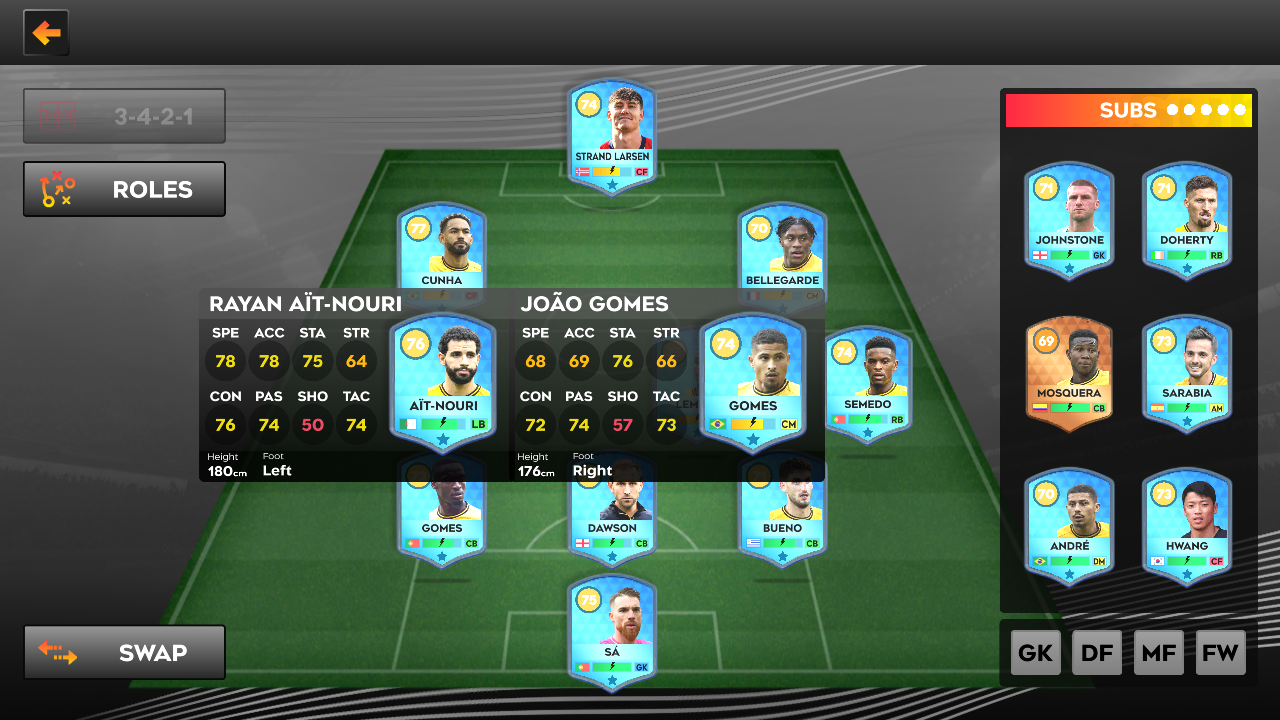 3-4-2-1
ROLES
SWAP
74
STRAND LARSEN
CF
77
CUNHA
CF
70
BELLEGARDE
CM
RAYAN AÏT-NOURI
SPE ACC STA STR
78 78 75 64
CON PAS SHO TAC
76 74 50 74
Height Foot
180cm Left
76
AÏT-NOURI
LB
JOÃO GOMES
SPE ACC STA STR
68 69 76 66
CON PAS SHO TAC
72 74 57 73
Height Foot
176cm Right
74
GOMES
CM
74
SEMEDO
RB
GOMES
CB
DAWSON
CB
BUENO
CB
75
SÁ
GK
SUBS
71
JOHNSTONE
GK
71
DOHERTY
RB
69
MOSQUERA
CB
73
SARABIA
AM
70
ANDRÉ
DM
73
HWANG
CF
GK DF MF FW